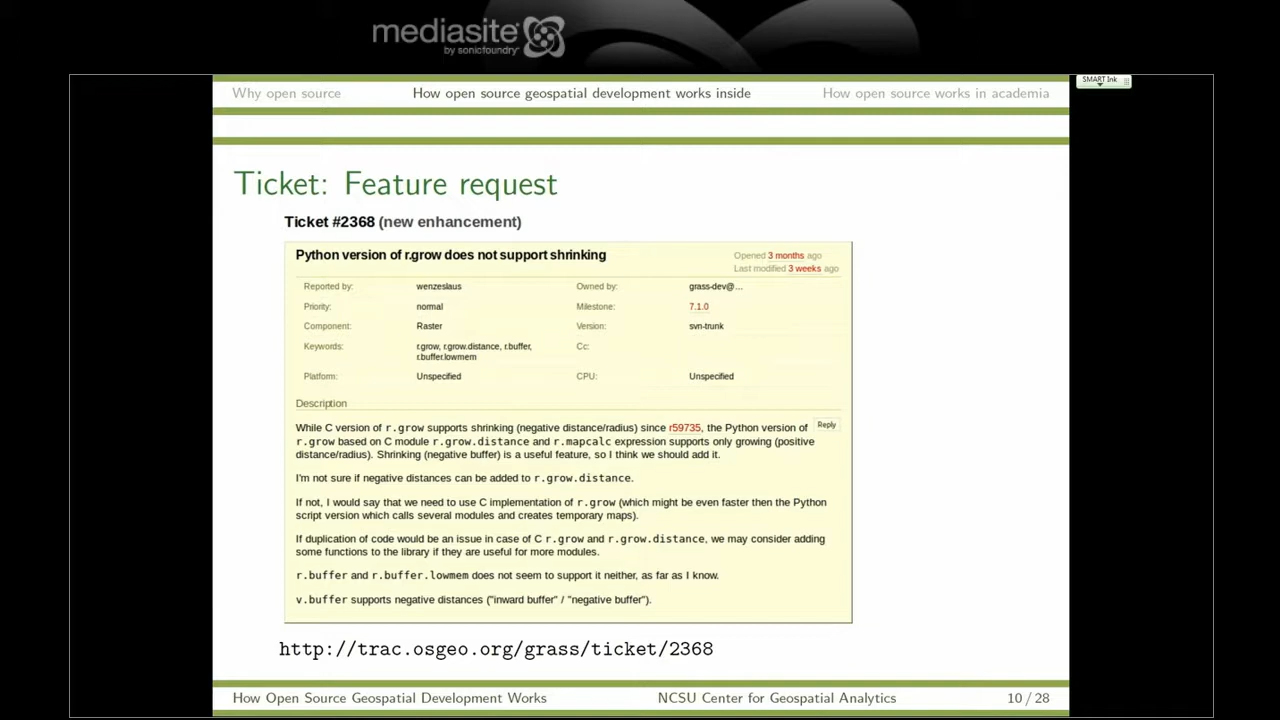 mediasite
by sonicfoundry
SMART Ink
Why open source
How open source geospatial development works inside
How open source works in academia
Ticket: Feature request
Ticket #2368 (new enhancement)
Python version of r.grow does not support shrinking
Opened 3 months ago
Last modified 3 weeks ago
Reported by: wenzeslaus Owned by: grass-dev@…
Priority: normal Milestone: 7.1.0
Component: Raster Version: svn-trunk
Keywords: r.grow, r.grow.distance, r.buffer, Cc:
r.buffer.lowmem
Platform: Unspecified CPU: Unspecified
Description
Reply
While C version of r.grow supports shrinking (negative distance/radius) since r59735, the Python version of
r.grow based on C module r.grow.distance and r.mapcalc expression supports only growing (positive
distance/radius). Shrinking (negative buffer) is a useful feature, so I think we should add it.
I'm not sure if negative distances can be added to r.grow.distance.
If not, I would say that we need to use C implementation of r.grow (which might be even faster then the Python
script version which calls several modules and creates temporary maps).
If duplication of code would be an issue in case of C r.grow and r.grow.distance, we may consider adding
some functions to the library if they are useful for more modules.
r.buffer and r.buffer.lowmem does not seem to support it neither, as far as I know.
v.buffer supports negative distances ("inward buffer" / "negative buffer").
http://trac.osgeo.org/grass/ticket/2368
How Open Source Geospatial Development Works
NCSU Center for Geospatial Analytics
10 / 28